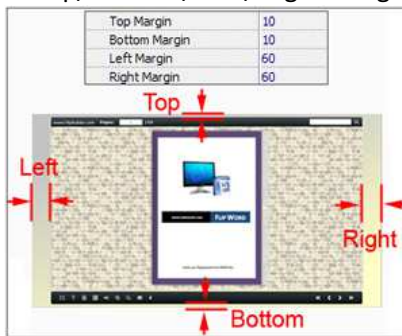 Top Margin 10
Bottom Margin 10
Left Margin 60
Right Margin 60
Top
Left
Right
FLIP WORD
Bottom